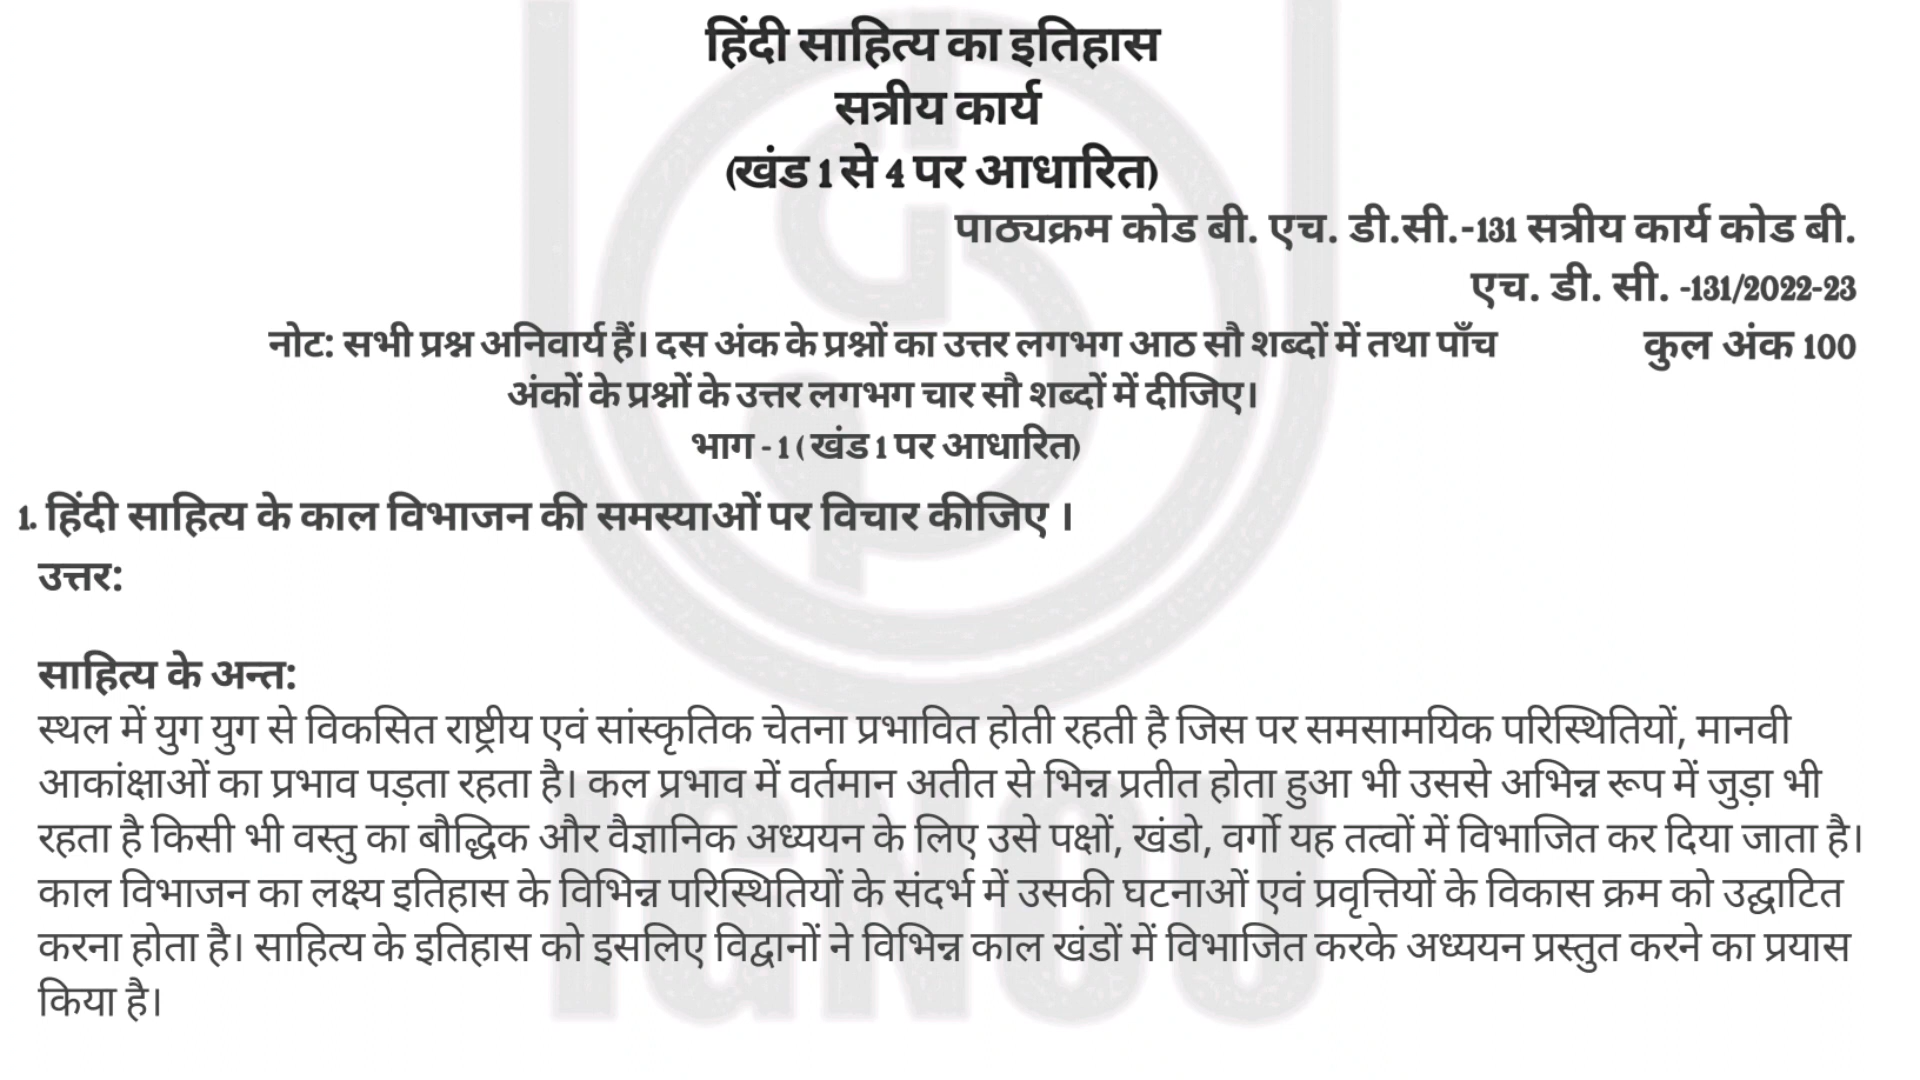 हिंदी साहित्य का इतिहास
सत्रीय कार्य
(खंड 1 से 4 पर आधारित)
पाठ्यक्रम कोड बी. एच. डी.सी.-131 सत्रीय कार्य कोड बी.
एच. डी. सी. -131/2022-23
नोट: सभी प्रश्न अनिवार्य हैं। दस अंक के प्रश्नों का उत्तर लगभग आठ सौ शब्दों में तथा पाँच कुल अंक 100
अंकों के प्रश्नों के उत्तर लगभग चार सौ शब्दों में दीजिए।
भाग - 1 ( खंड 1 पर आधारित)
1. हिंदी साहित्य के काल विभाजन की समस्याओं पर विचार कीजिए ।
उत्तर:
साहित्य के अन्त:
स्थल में युग युग से विकसित राष्ट्रीय एवं सांस्कृतिक चेतना प्रभावित होती रहती है जिस पर समसामयिक परिस्थितियों, मानवी
आकांक्षाओं का प्रभाव पड़ता रहता है। कल प्रभाव में वर्तमान अतीत से भिन्न प्रतीत होता हुआ भी उससे अभिन्न रूप में जुड़ा भी
रहता है किसी भी वस्तु का बौद्धिक और वैज्ञानिक अध्ययन के लिए उसे पक्षों, खंडो, वर्गो यह तत्वों में विभाजित कर दिया जाता है।
काल विभाजन का लक्ष्य इतिहास के विभिन्न परिस्थितियों के संदर्भ में उसकी घटनाओं एवं प्रवृत्तियों के विकास क्रम को उद्घाटित
करना होता है। साहित्य के इतिहास को इसलिए विद्वानों ने विभिन्न काल खंडों में विभाजित करके अध्ययन प्रस्तुत करने का प्रयास
किया है।
IGNOU